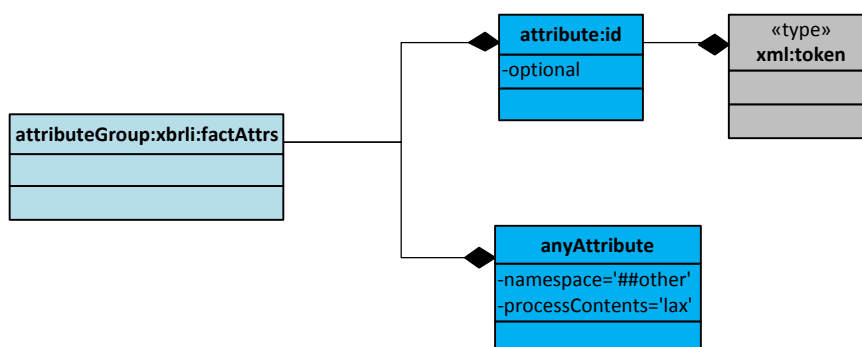 attribute:id
-optional
«type»
xml:token
attributeGroup:xbrli:factAttrs
anyAttribute
-namespace='##other'
-processContents='lax'